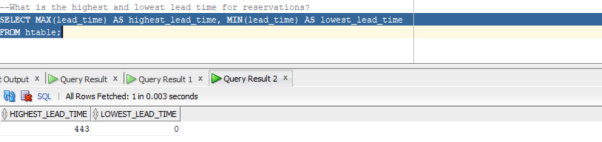 --What is the highest and lowest lead time for reservations?
SELECT MAX(lead_time) AS highest_lead_time, MIN(lead_time) AS lowest_lead_time
FROM htable;
Output x Query Result x Query Result 1 x Query Result 2 x
SQL | All Rows Fetched: 1 in 0.003 seconds
HIGHEST_LEAD_TIME LOWEST_LEAD_TIME
443 0